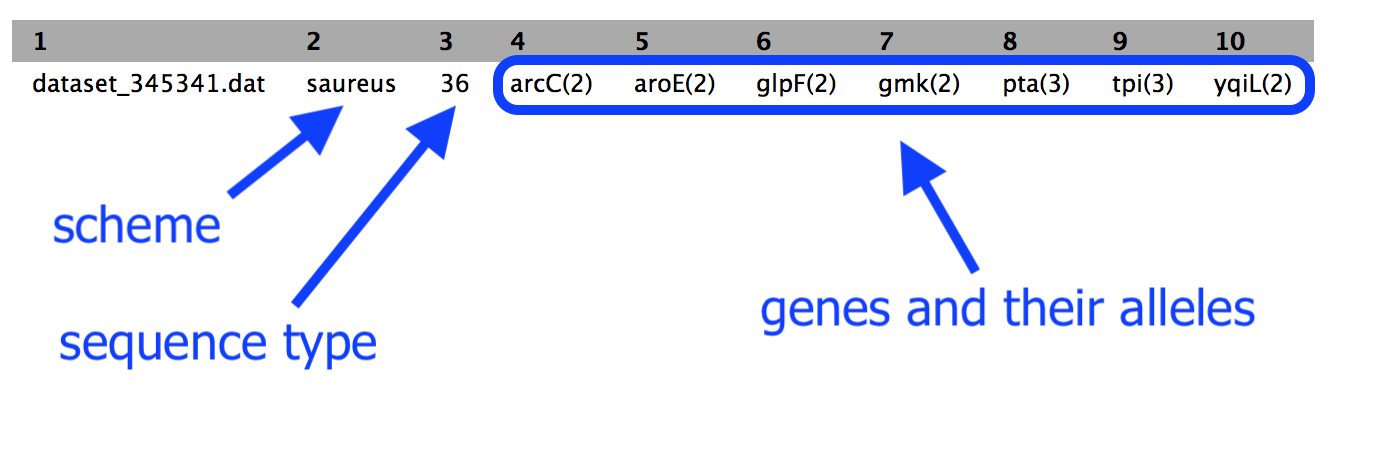 1 2 3 4 5 6 7 8 9 10
dataset_345341.dat saureus 36 arcC(2) aroE(2) glpF(2) gmk(2) pta(3) tpi(3) yqiL(2)
scheme
sequence type
genes and their alleles